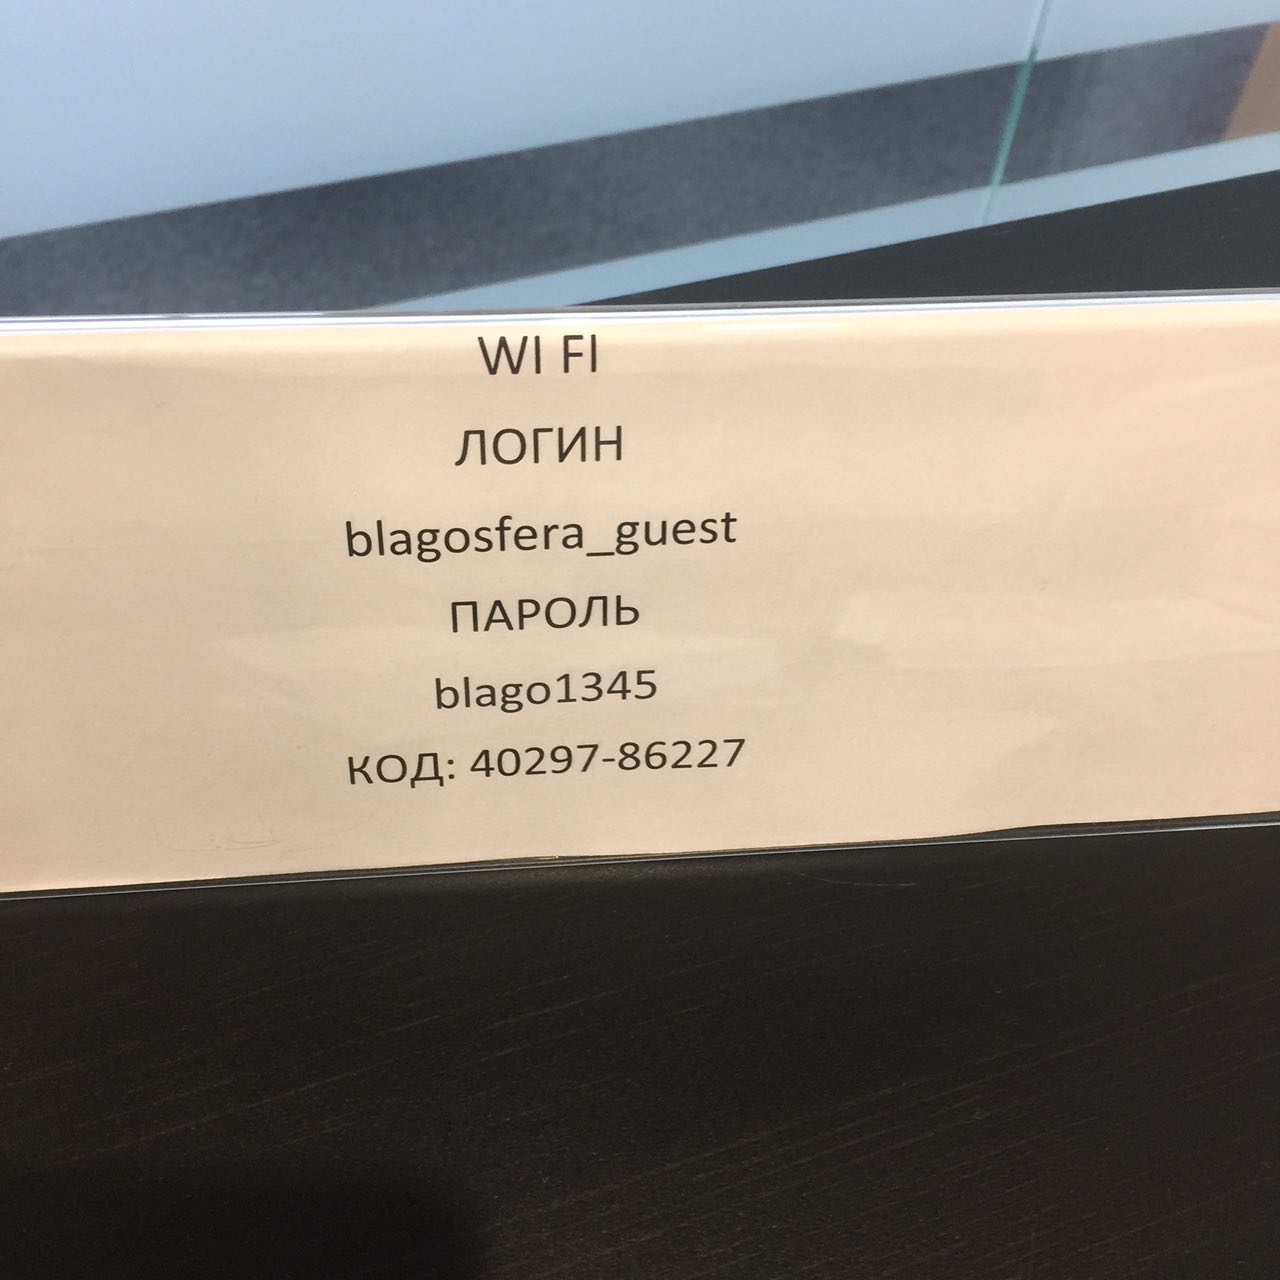 WI FI
ЛОГИН
blagosfera_guest
ПАРОЛЬ
blago1345
КОД: 40297-86227